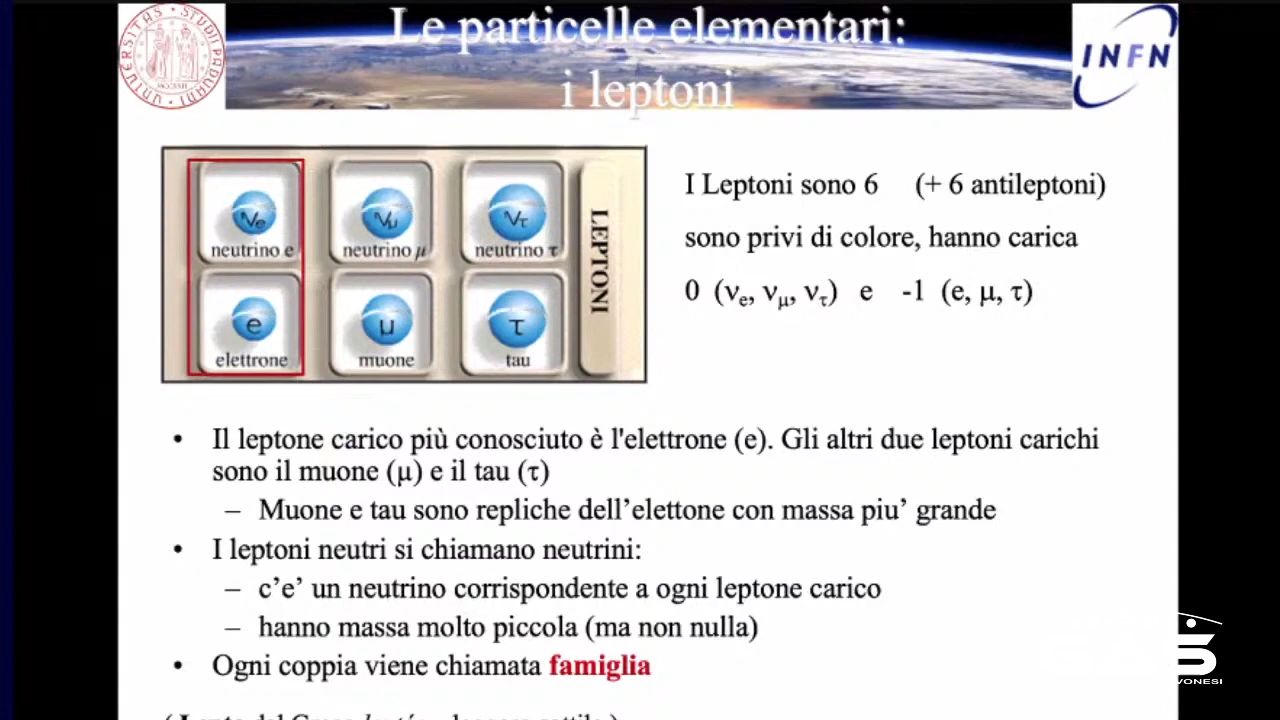 Le particelle elementari:
i leptoni
UNIVERSITAS STUDII PADUANI
INFN
νe νμ ντ
neutrino e neutrino μ neutrino τ
e μ τ
elettrone muone tau
LEPTONI
I Leptoni sono 6 (+ 6 antileptoni)
sono privi di colore, hanno carica
0 (νe, νμ, ντ) e -1 (e, μ, τ)
• Il leptone carico più conosciuto è l'elettrone (e). Gli altri due leptoni carichi
sono il muone (μ) e il tau (τ)
– Muone e tau sono repliche dell’elettone con massa piu’ grande
• I leptoni neutri si chiamano neutrini:
– c’e’ un neutrino corrispondente a ogni leptone carico
– hanno massa molto piccola (ma non nulla)
• Ogni coppia viene chiamata famiglia
VONESI